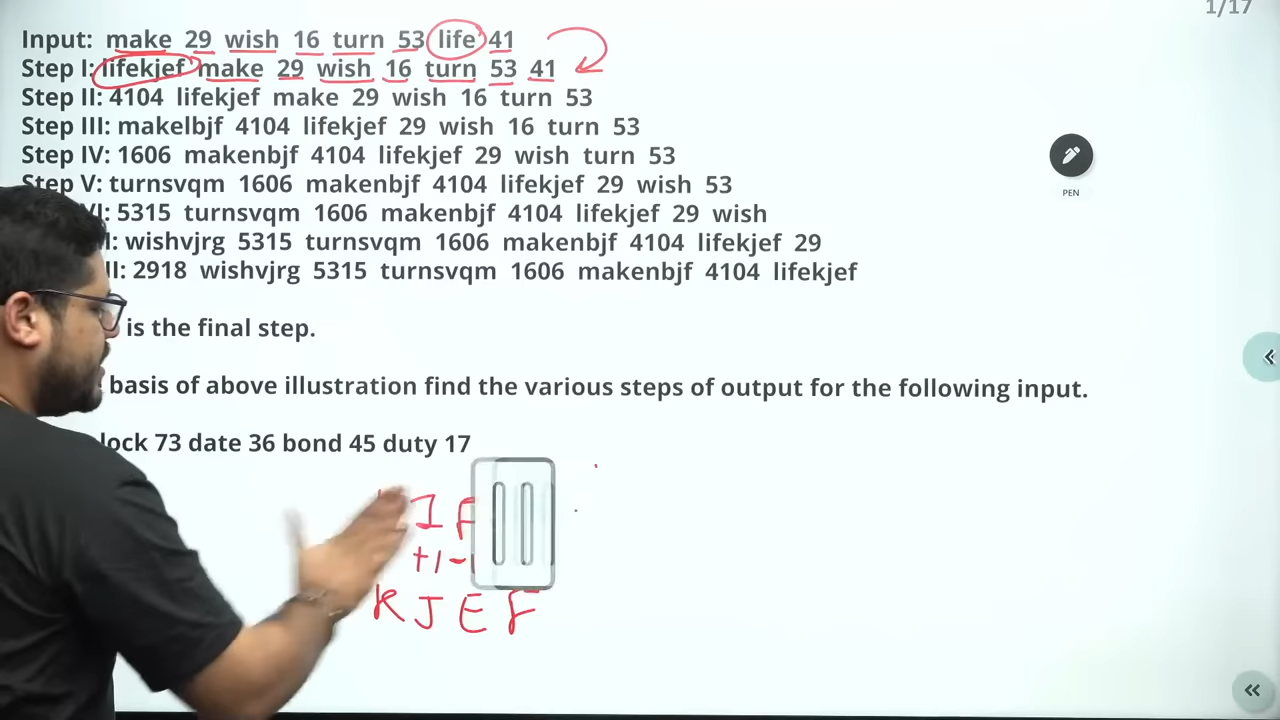 1/17
Input: make 29 wish 16 turn 53 life 41
Step I: lifekjef make 29 wish 16 turn 53 41
Step II: 4104 lifekjef make 29 wish 16 turn 53
Step III: makelbjf 4104 lifekjef 29 wish 16 turn 53
Step IV: 1606 makenbjf 4104 lifekjef 29 wish turn 53
Step V: turnsvqm 1606 makenbjf 4104 lifekjef 29 wish 53
VI: 5315 turnsvqm 1606 makenbjf 4104 lifekjef 29 wish
I: wishvjrg 5315 turnsvqm 1606 makenbjf 4104 lifekjef 29
II: 2918 wishvjrg 5315 turnsvqm 1606 makenbjf 4104 lifekjef
is the final step.
basis of above illustration find the various steps of output for the following input.
lock 73 date 36 bond 45 duty 17
I F
+1 -1
K J E F
PEN